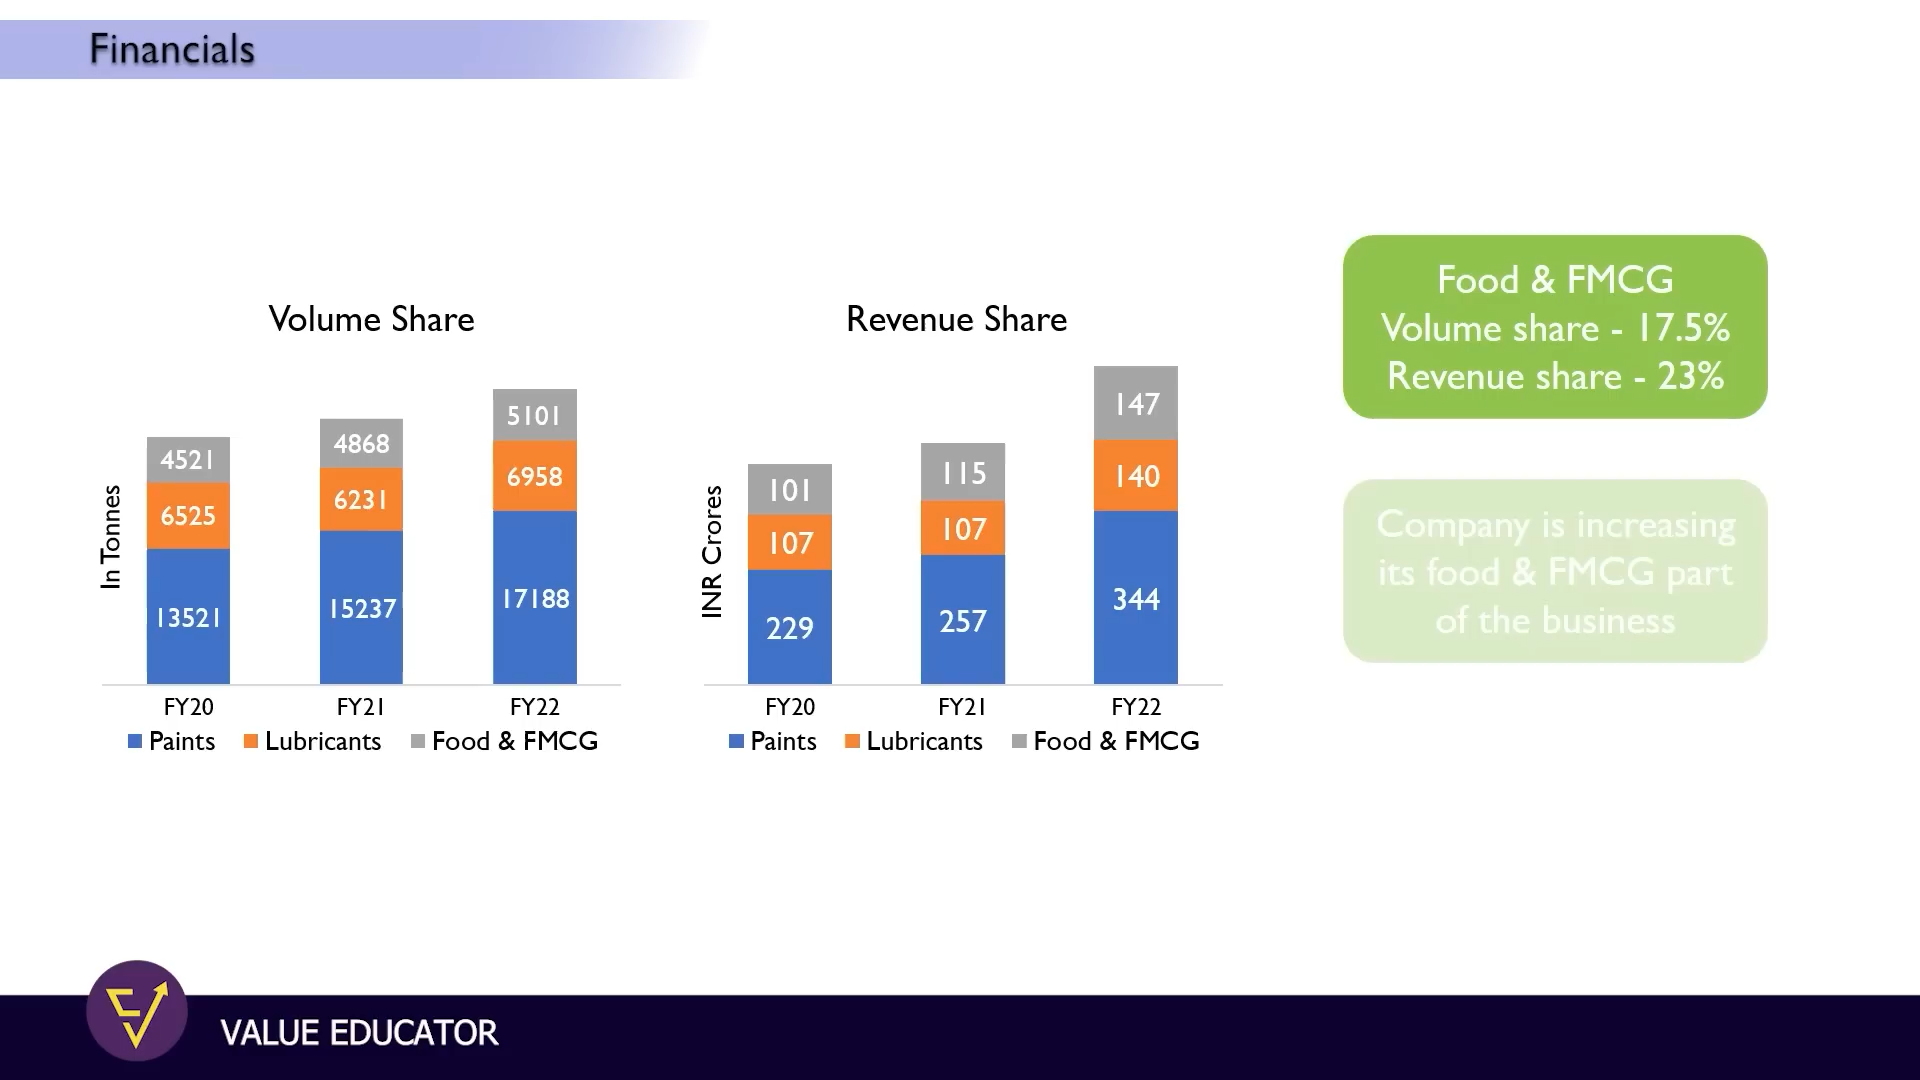 Financials
Volume Share
In Tonnes
4521
6525
13521
4868
6231
15237
5101
6958
17188
FY20 FY21 FY22
Paints Lubricants Food & FMCG
Revenue Share
INR Crores
101
107
229
115
107
257
147
140
344
FY20 FY21 FY22
Paints Lubricants Food & FMCG
Food & FMCG
Volume share - 17.5%
Revenue share - 23%
Company is increasing
its food & FMCG part
of the business
VALUE EDUCATOR